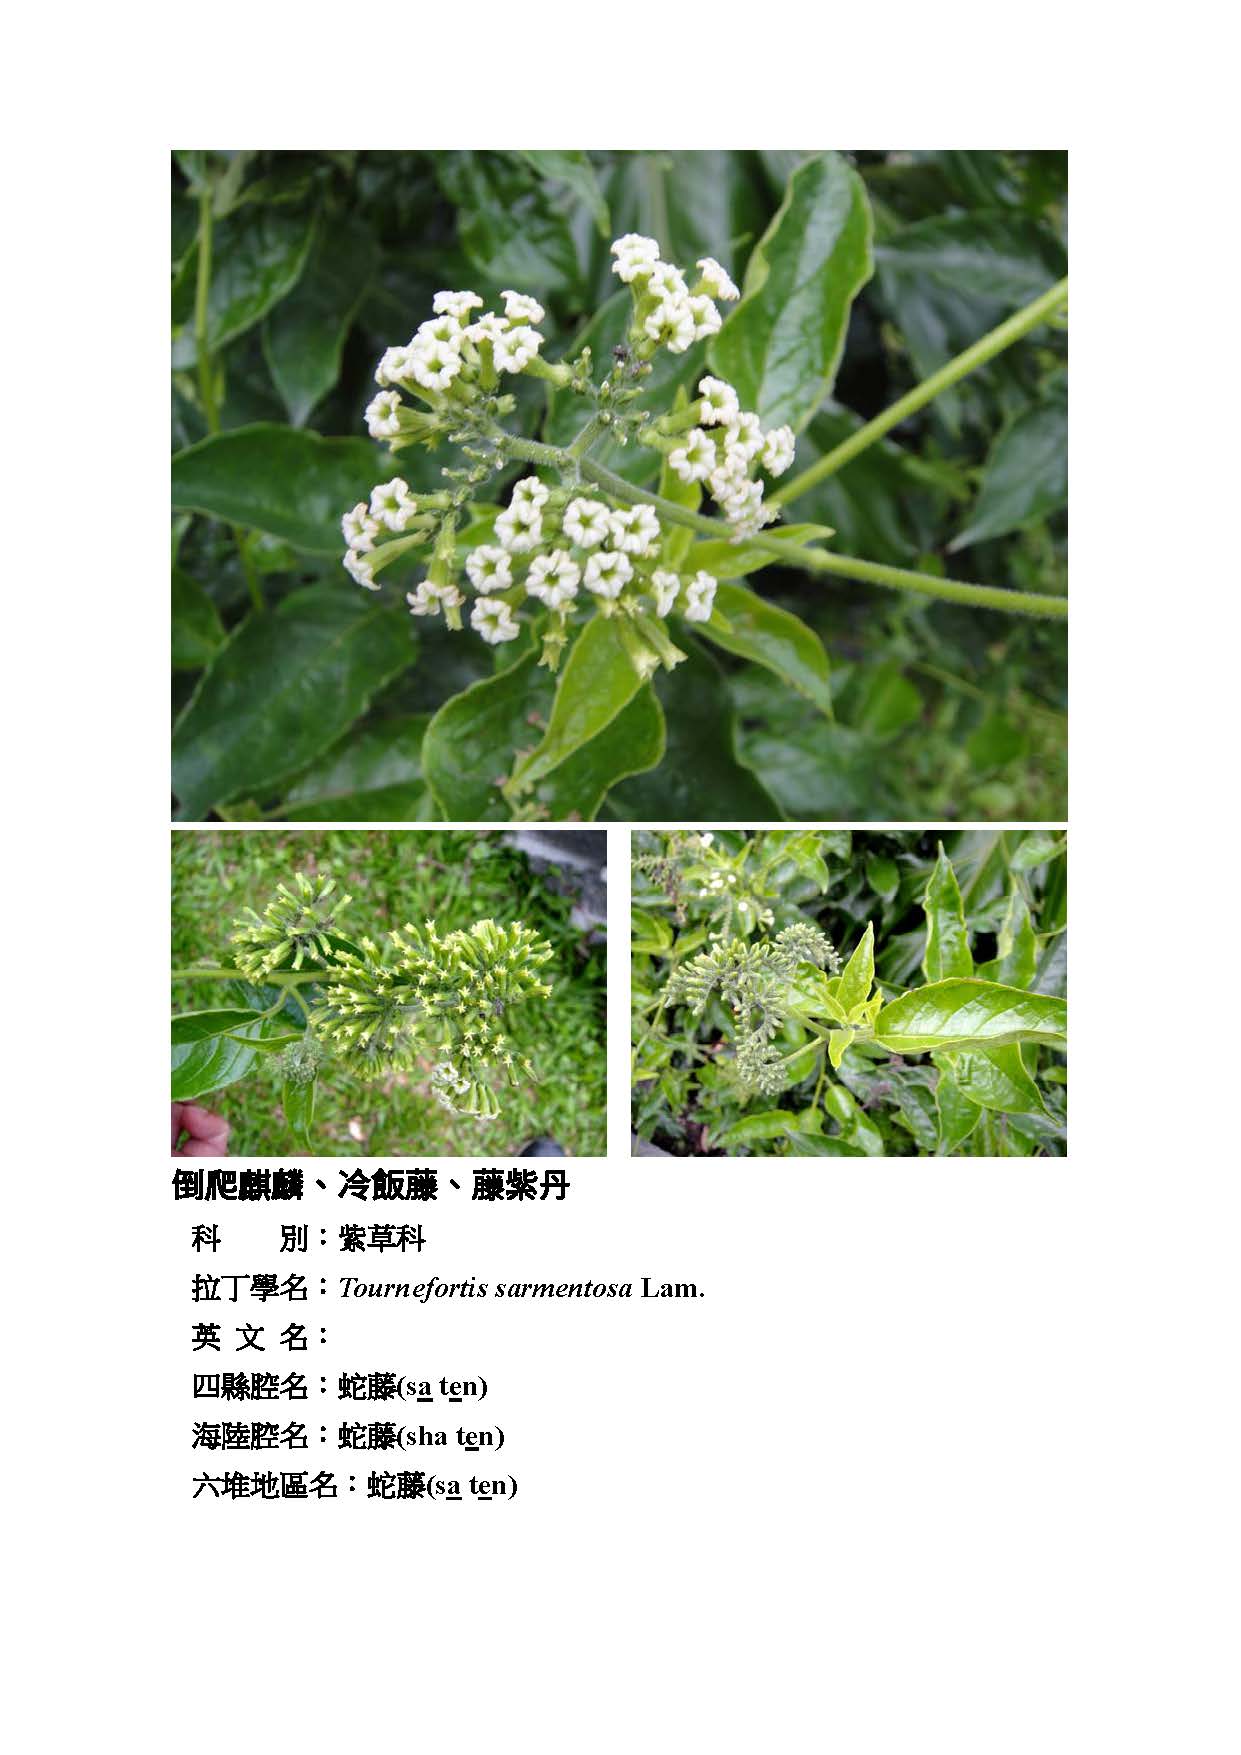 倒爬麒麟、冷飯藤、藤紫丹
科　　別：紫草科
拉丁學名：Tournefortis sarmentosa Lam.
英 文 名：
四縣腔名：蛇藤(sa ten)
海陸腔名：蛇藤(sha ten)
六堆地區名：蛇藤(sa ten)